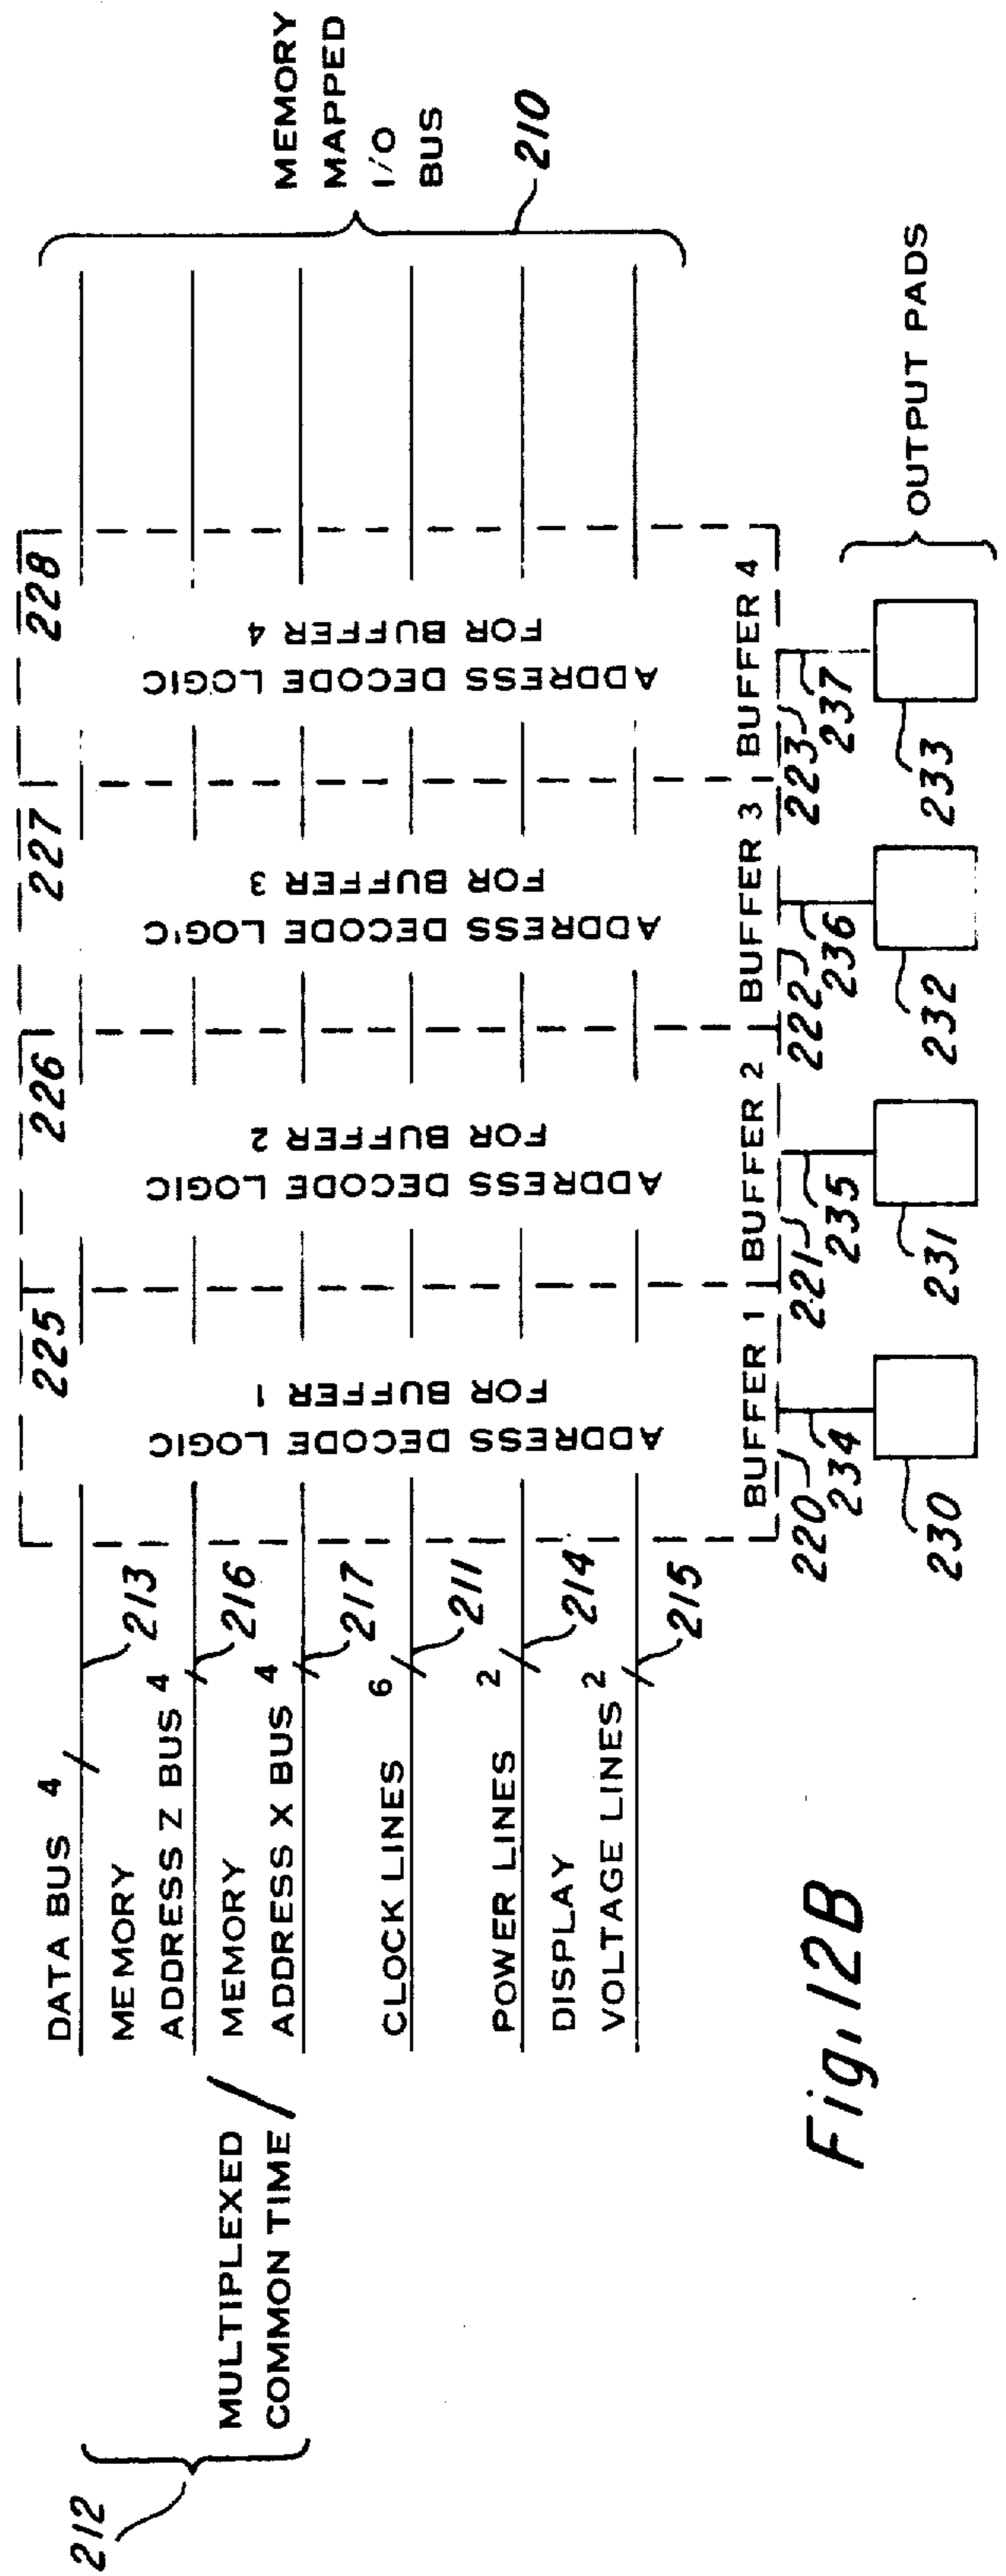 212
MULTIPLEXED
COMMON TIME
DATA BUS 4
213
MEMORY
ADDRESS Z BUS 4
216
MEMORY
ADDRESS X BUS 4
217
CLOCK LINES 6
211
POWER LINES 2
214
DISPLAY
VOLTAGE LINES 2
215
225
226
227
228
ADDRESS DECODE LOGIC
FOR BUFFER 1
ADDRESS DECODE LOGIC
FOR BUFFER 2
ADDRESS DECODE LOGIC
FOR BUFFER 3
ADDRESS DECODE LOGIC
FOR BUFFER 4
BUFFER 1
BUFFER 2
BUFFER 3
BUFFER 4
220
234
221
235
222
236
223
237
230
231
232
233
OUTPUT PADS
MEMORY
MAPPED
I/O
BUS
210
Fig. 12B